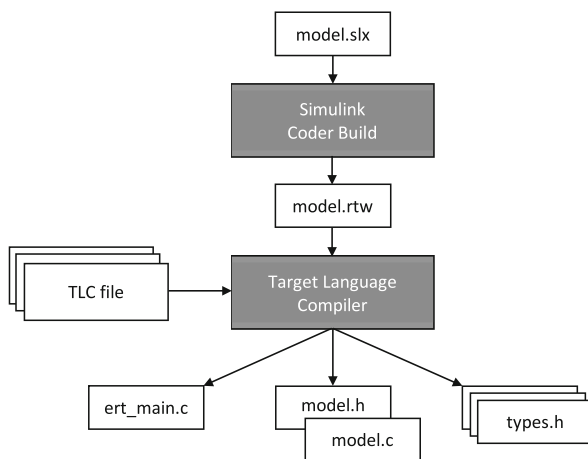 model.slx
Simulink
Coder Build
model.rtw
TLC file
Target Language
Compiler
ert_main.c
model.h
model.c
types.h